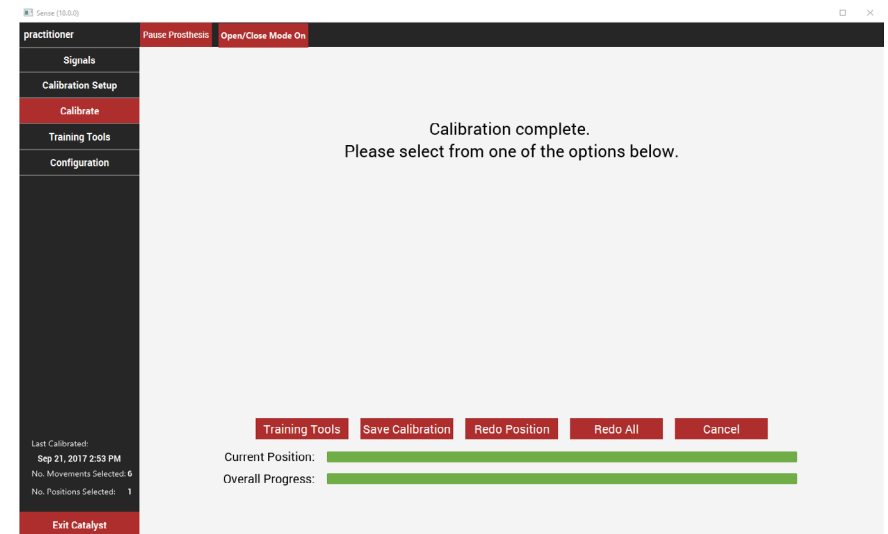 Sense (10.0.0)
practitioner
Pause Prosthesis
Open/Close Mode On
Signals
Calibration Setup
Calibrate
Training Tools
Configuration
Calibration complete.
Please select from one of the options below.
Training Tools
Save Calibration
Redo Position
Redo All
Cancel
Current Position:
Overall Progress:
Last Calibrated:
Sep 21, 2017 2:53 PM
No. Movements Selected: 6
No. Positions Selected: 1
Exit Catalyst